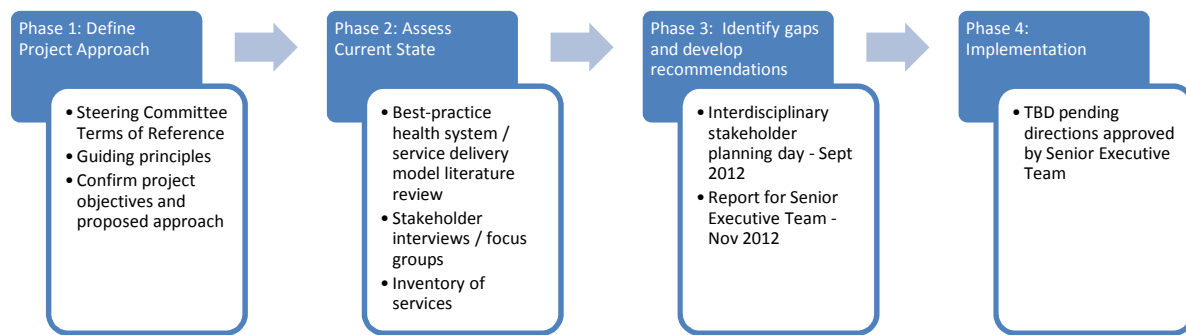 Phase 1: Define
Project Approach
• Steering Committee
Terms of Reference
• Guiding principles
• Confirm project
objectives and
proposed approach
Phase 2: Assess
Current State
• Best-practice
health system /
service delivery
model literature
review
• Stakeholder
interviews / focus
groups
• Inventory of
services
Phase 3:  Identify gaps
and develop
recommendations
• Interdisciplinary
stakeholder
planning day - Sept
2012
• Report for Senior
Executive Team -
Nov 2012
Phase 4:
Implementation
• TBD pending
directions approved
by Senior Executive
Team